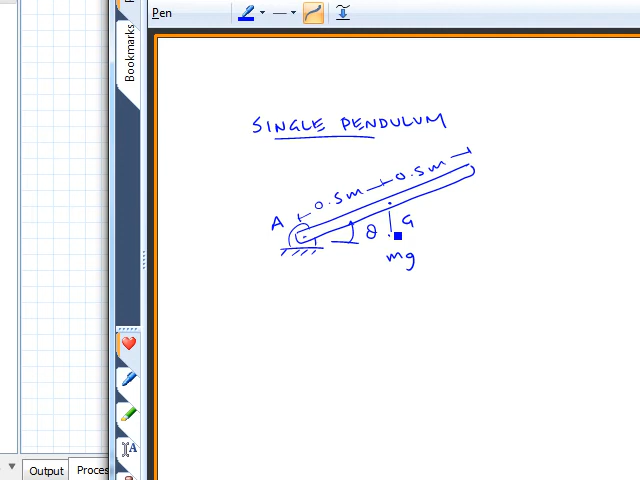 Pen
Bookmarks
SINGLE PENDULUM
0.5m 0.5m
A
θ G
mg
A
Output Proces